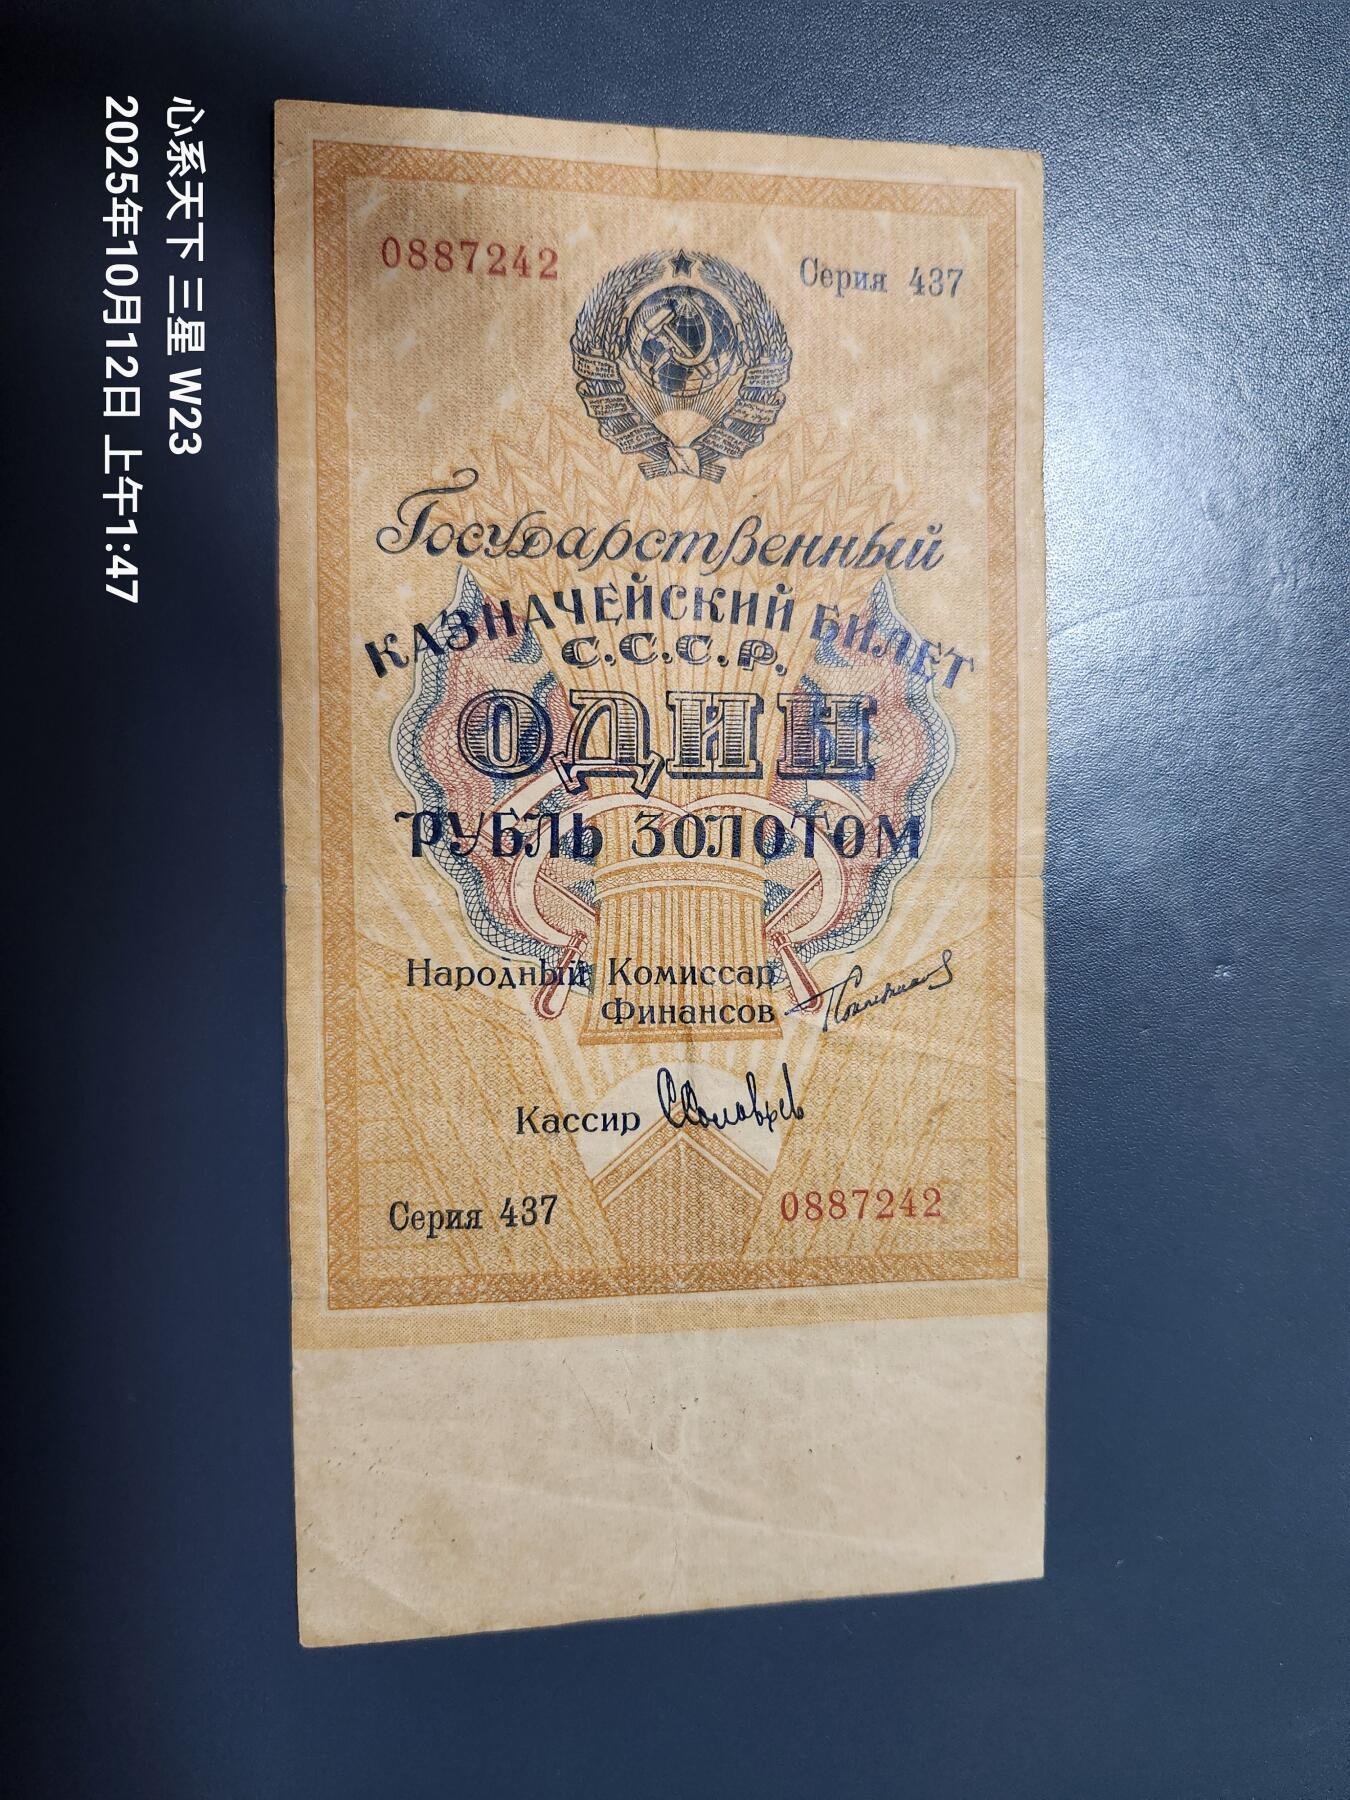 心系天下 三星 W23
2025年10月12日 上午1:47
0887242
Серия 437
Государственный
КАЗНАЧЕЙСКИЙ БИЛЕТ
С.С.С.Р.
ОДИН
РУБЛЬ ЗОЛОТОМ
Народный Комиссар
Финансов
Кассир
Серия 437
0887242